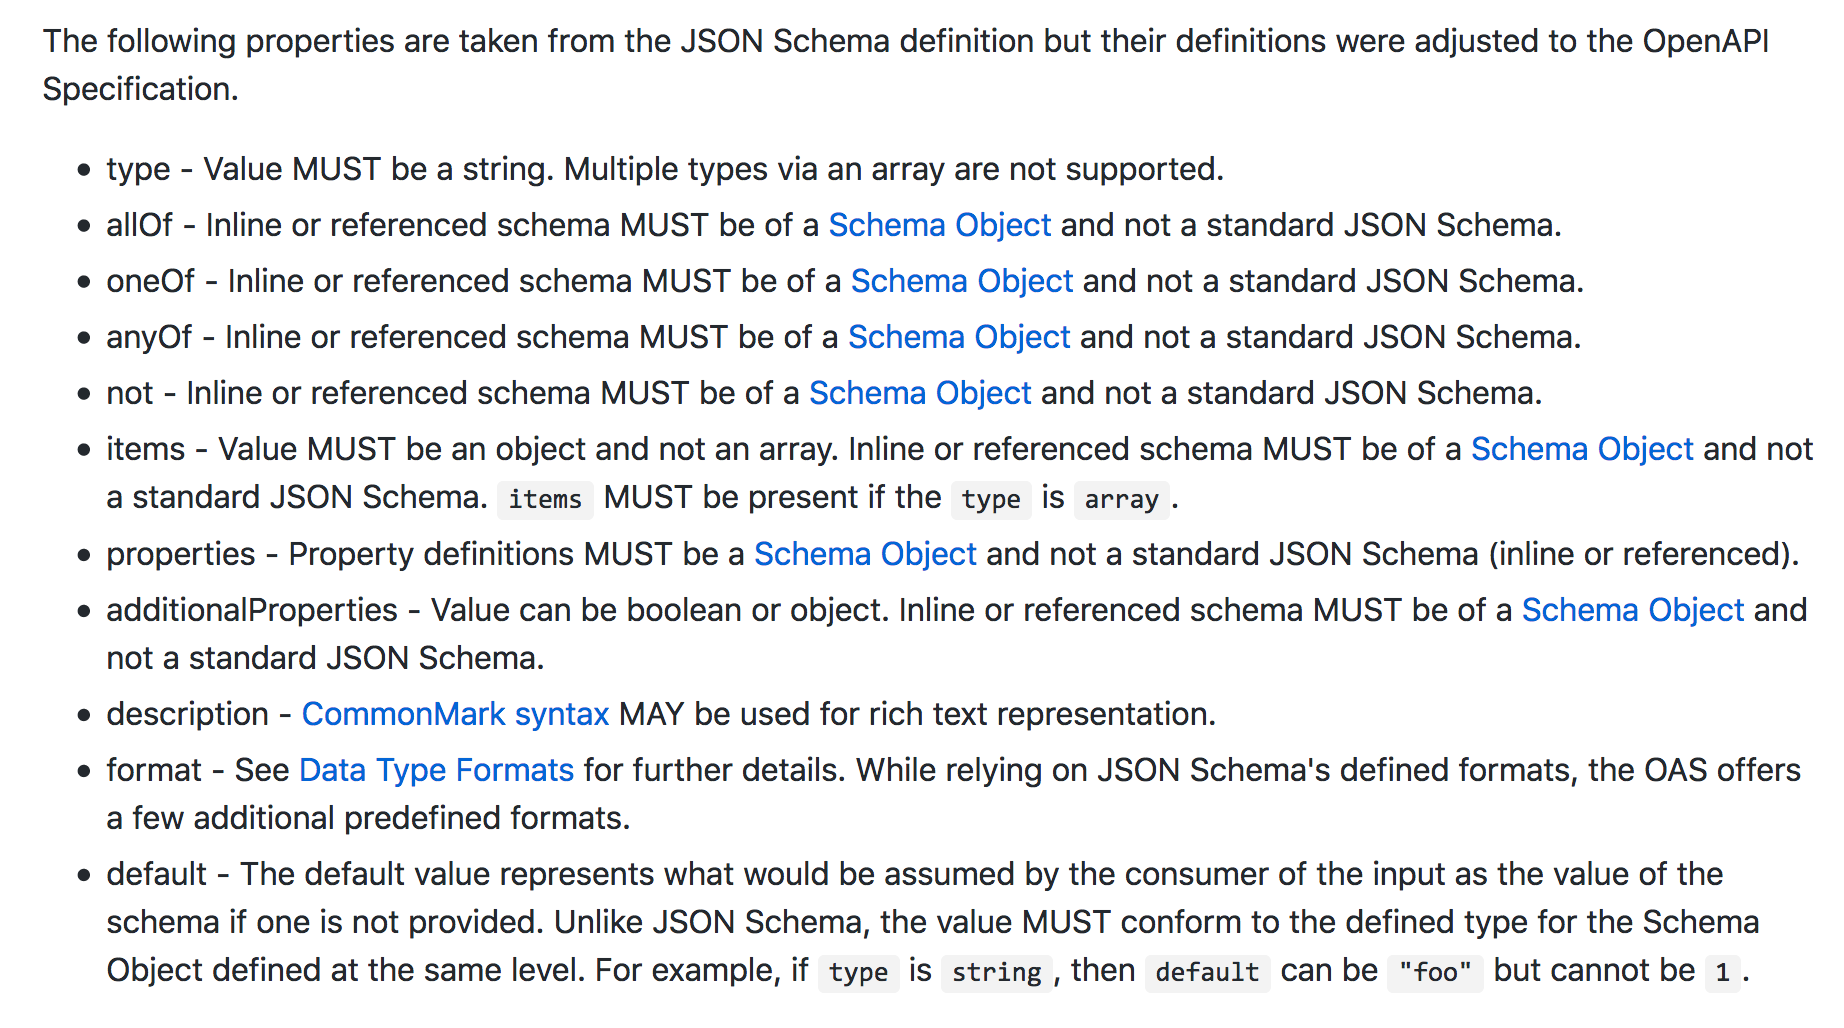 The following properties are taken from the JSON Schema definition but their definitions were adjusted to the OpenAPI
Specification.
• type - Value MUST be a string. Multiple types via an array are not supported.
• allOf - Inline or referenced schema MUST be of a Schema Object and not a standard JSON Schema.
• oneOf - Inline or referenced schema MUST be of a Schema Object and not a standard JSON Schema.
• anyOf - Inline or referenced schema MUST be of a Schema Object and not a standard JSON Schema.
• not - Inline or referenced schema MUST be of a Schema Object and not a standard JSON Schema.
• items - Value MUST be an object and not an array. Inline or referenced schema MUST be of a Schema Object and not
a standard JSON Schema. items MUST be present if the type is array.
• properties - Property definitions MUST be a Schema Object and not a standard JSON Schema (inline or referenced).
• additionalProperties - Value can be boolean or object. Inline or referenced schema MUST be of a Schema Object and
not a standard JSON Schema.
• description - CommonMark syntax MAY be used for rich text representation.
• format - See Data Type Formats for further details. While relying on JSON Schema's defined formats, the OAS offers
a few additional predefined formats.
• default - The default value represents what would be assumed by the consumer of the input as the value of the
schema if one is not provided. Unlike JSON Schema, the value MUST conform to the defined type for the Schema
Object defined at the same level. For example, if type is string, then default can be "foo" but cannot be 1.